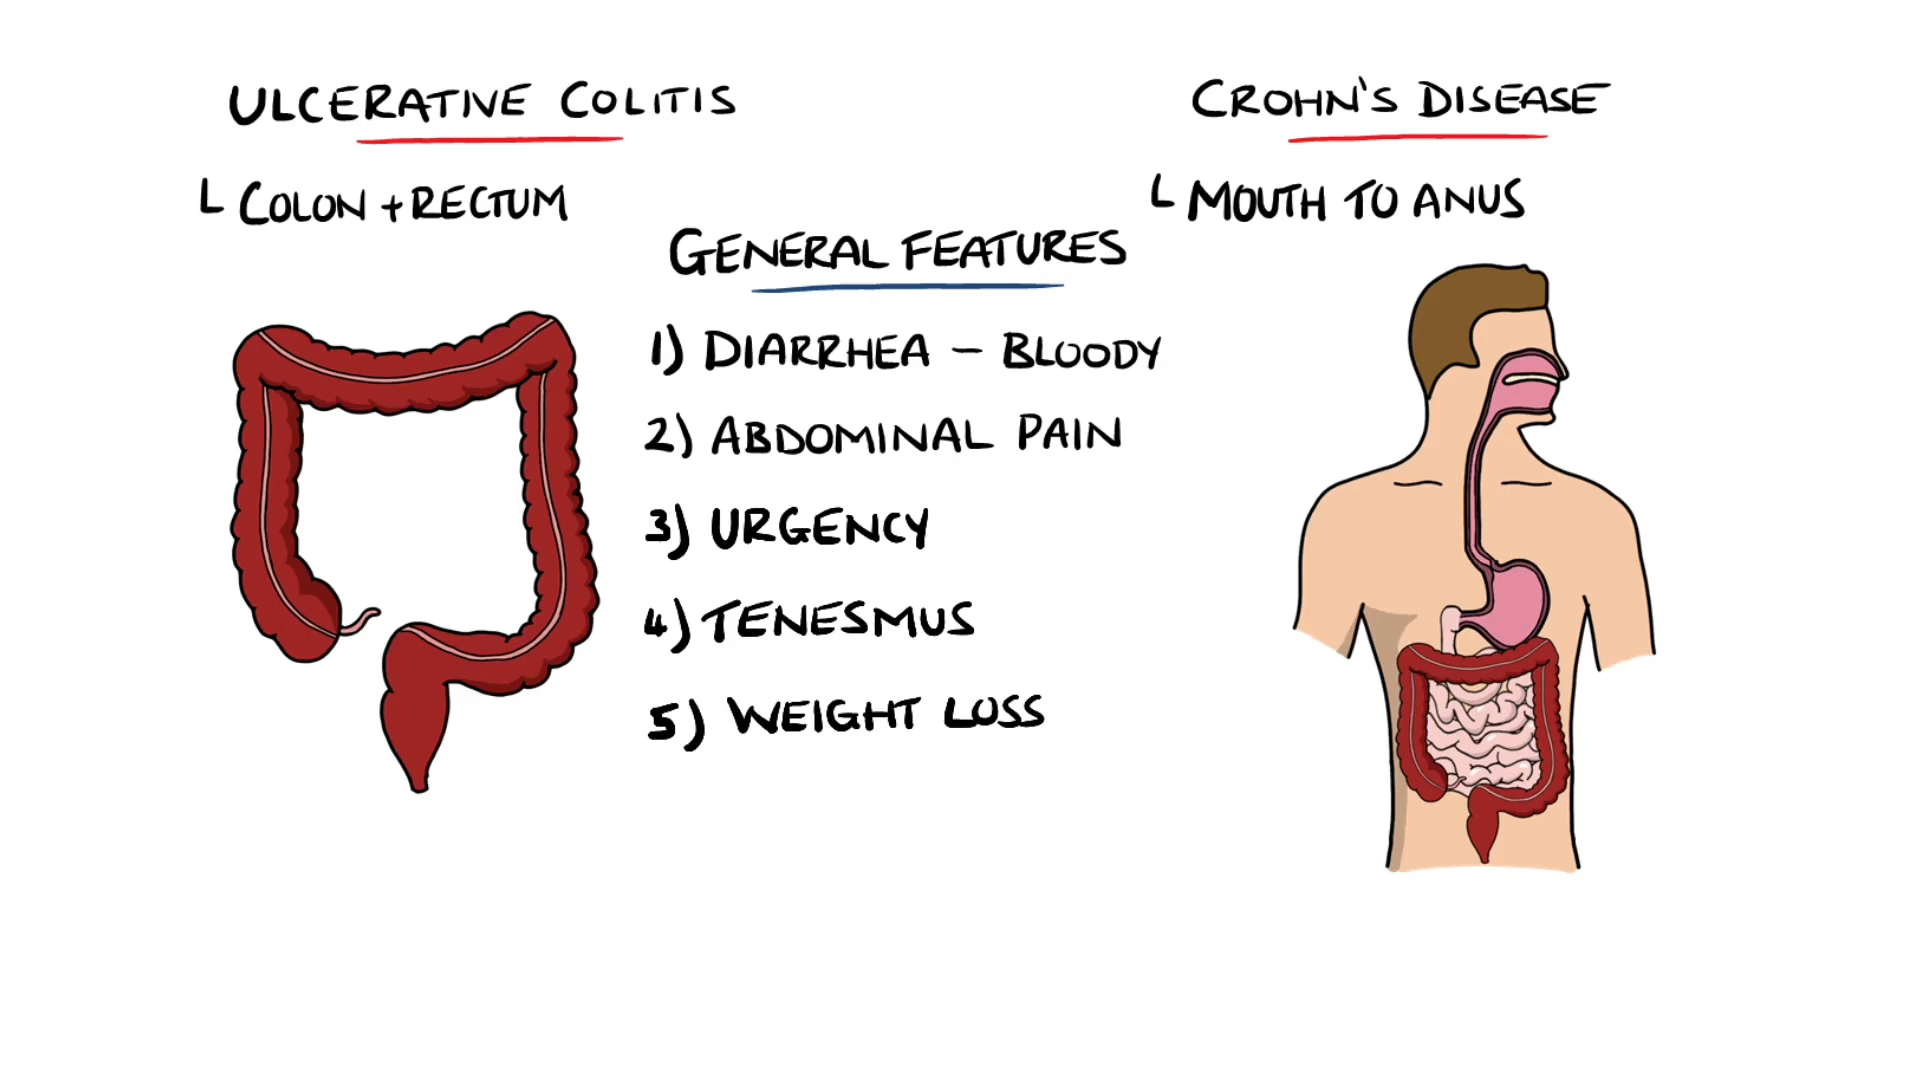 ULCERATIVE COLITIS
CROHN'S DISEASE
COLON + RECTUM
MOUTH TO ANUS
GENERAL FEATURES
1) DIARRHEA – BLOODY
2) ABDOMINAL PAIN
3) URGENCY
4) TENESMUS
5) WEIGHT LOSS